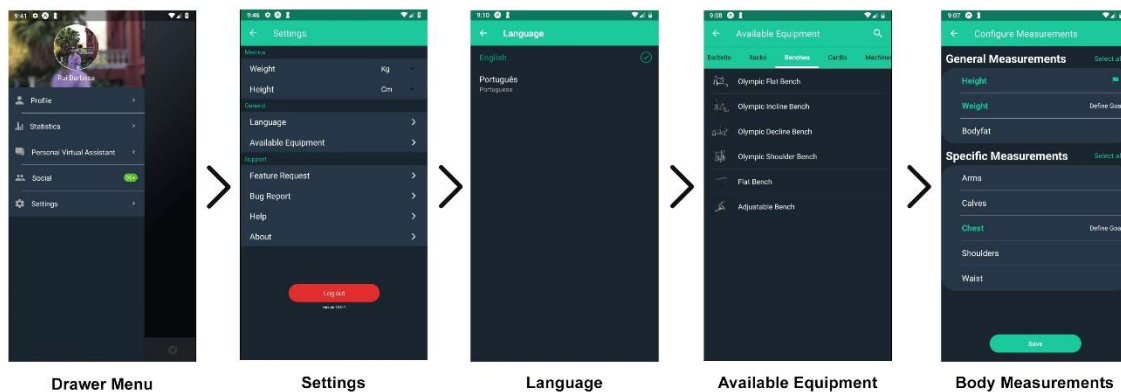 9:41
Rui Barbosa
Profile
Statistics
Personal Virtual Assistant
Social
99+
Settings
Drawer Menu
9:46
Settings
Metrics
Weight Kg
Height Cm
General
Language
Available Equipment
Support
Feature Request
Bug Report
Help
About
Log out
Settings
9:10
Language
English
Português
Portuguese
Language
9:08
Available Equipment
Barbells Racks Benches Cardio Machines
Olympic Flat Bench
Olympic Incline Bench
Olympic Decline Bench
Olympic Shoulder Bench
Flat Bench
Adjustable Bench
Available Equipment
9:07
Configure Measurements
General Measurements Select all
Height
Weight Define Goal
Bodyfat
Specific Measurements Select all
Arms
Calves
Chest Define Goal
Shoulders
Waist
Save
Body Measurements